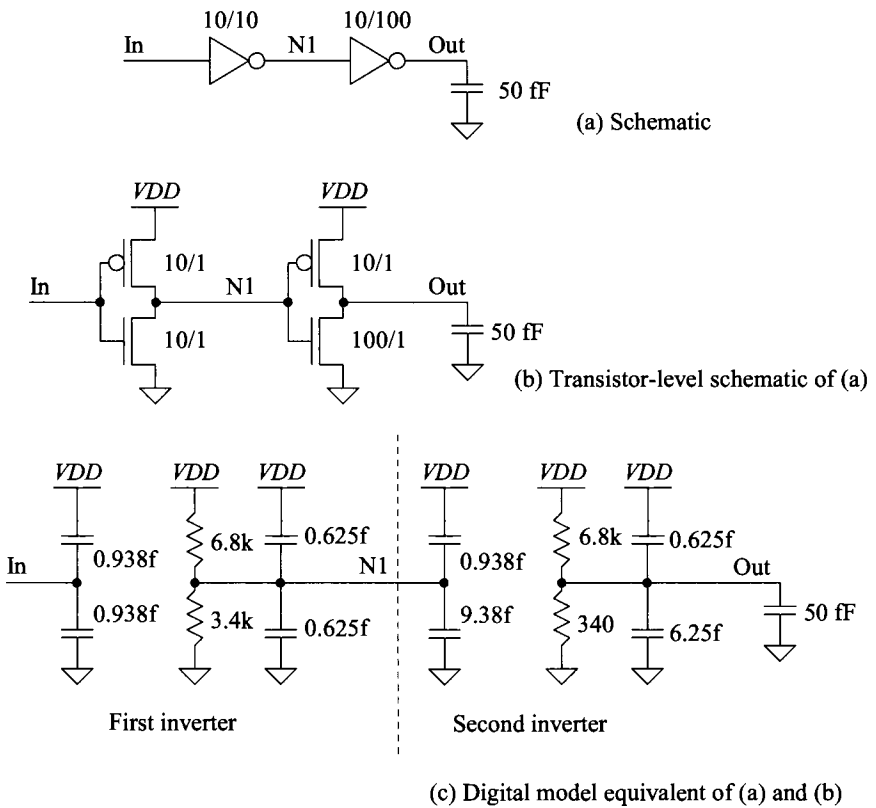 10/10 10/100
In N1 Out
50 fF
(a) Schematic
VDD VDD
10/1 10/1
In N1 Out
10/1 100/1 50 fF
(b) Transistor-level schematic of (a)
VDD VDD VDD VDD VDD VDD
0.938f 6.8k 0.625f 0.938f 6.8k 0.625f
In N1 Out
0.938f 3.4k 0.625f 9.38f 340 6.25f 50 fF
First inverter Second inverter
(c) Digital model equivalent of (a) and (b)